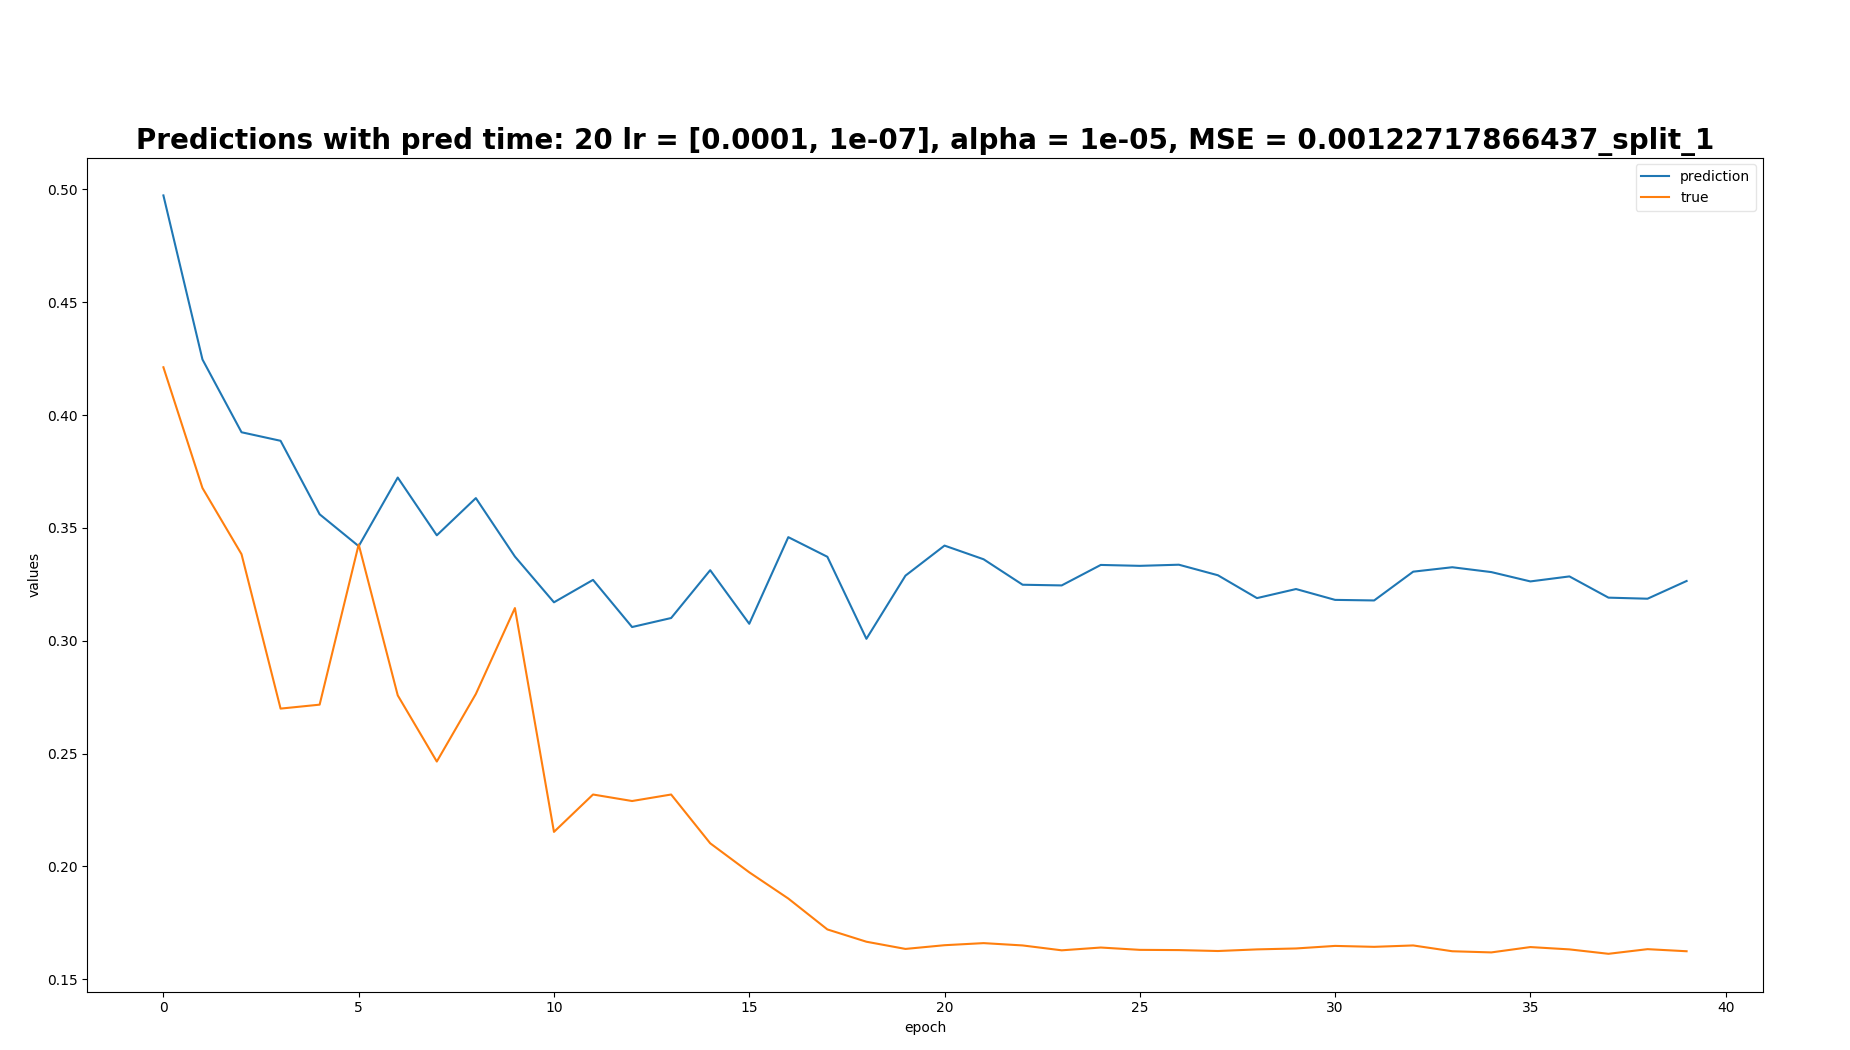 Predictions with pred time: 20 lr = [0.0001, 1e-07], alpha = 1e-05, MSE = 0.00122717866437_split_1
prediction
true
values
0.50
0.45
0.40
0.35
0.30
0.25
0.20
0.15
0 5 10 15 20 25 30 35 40
epoch